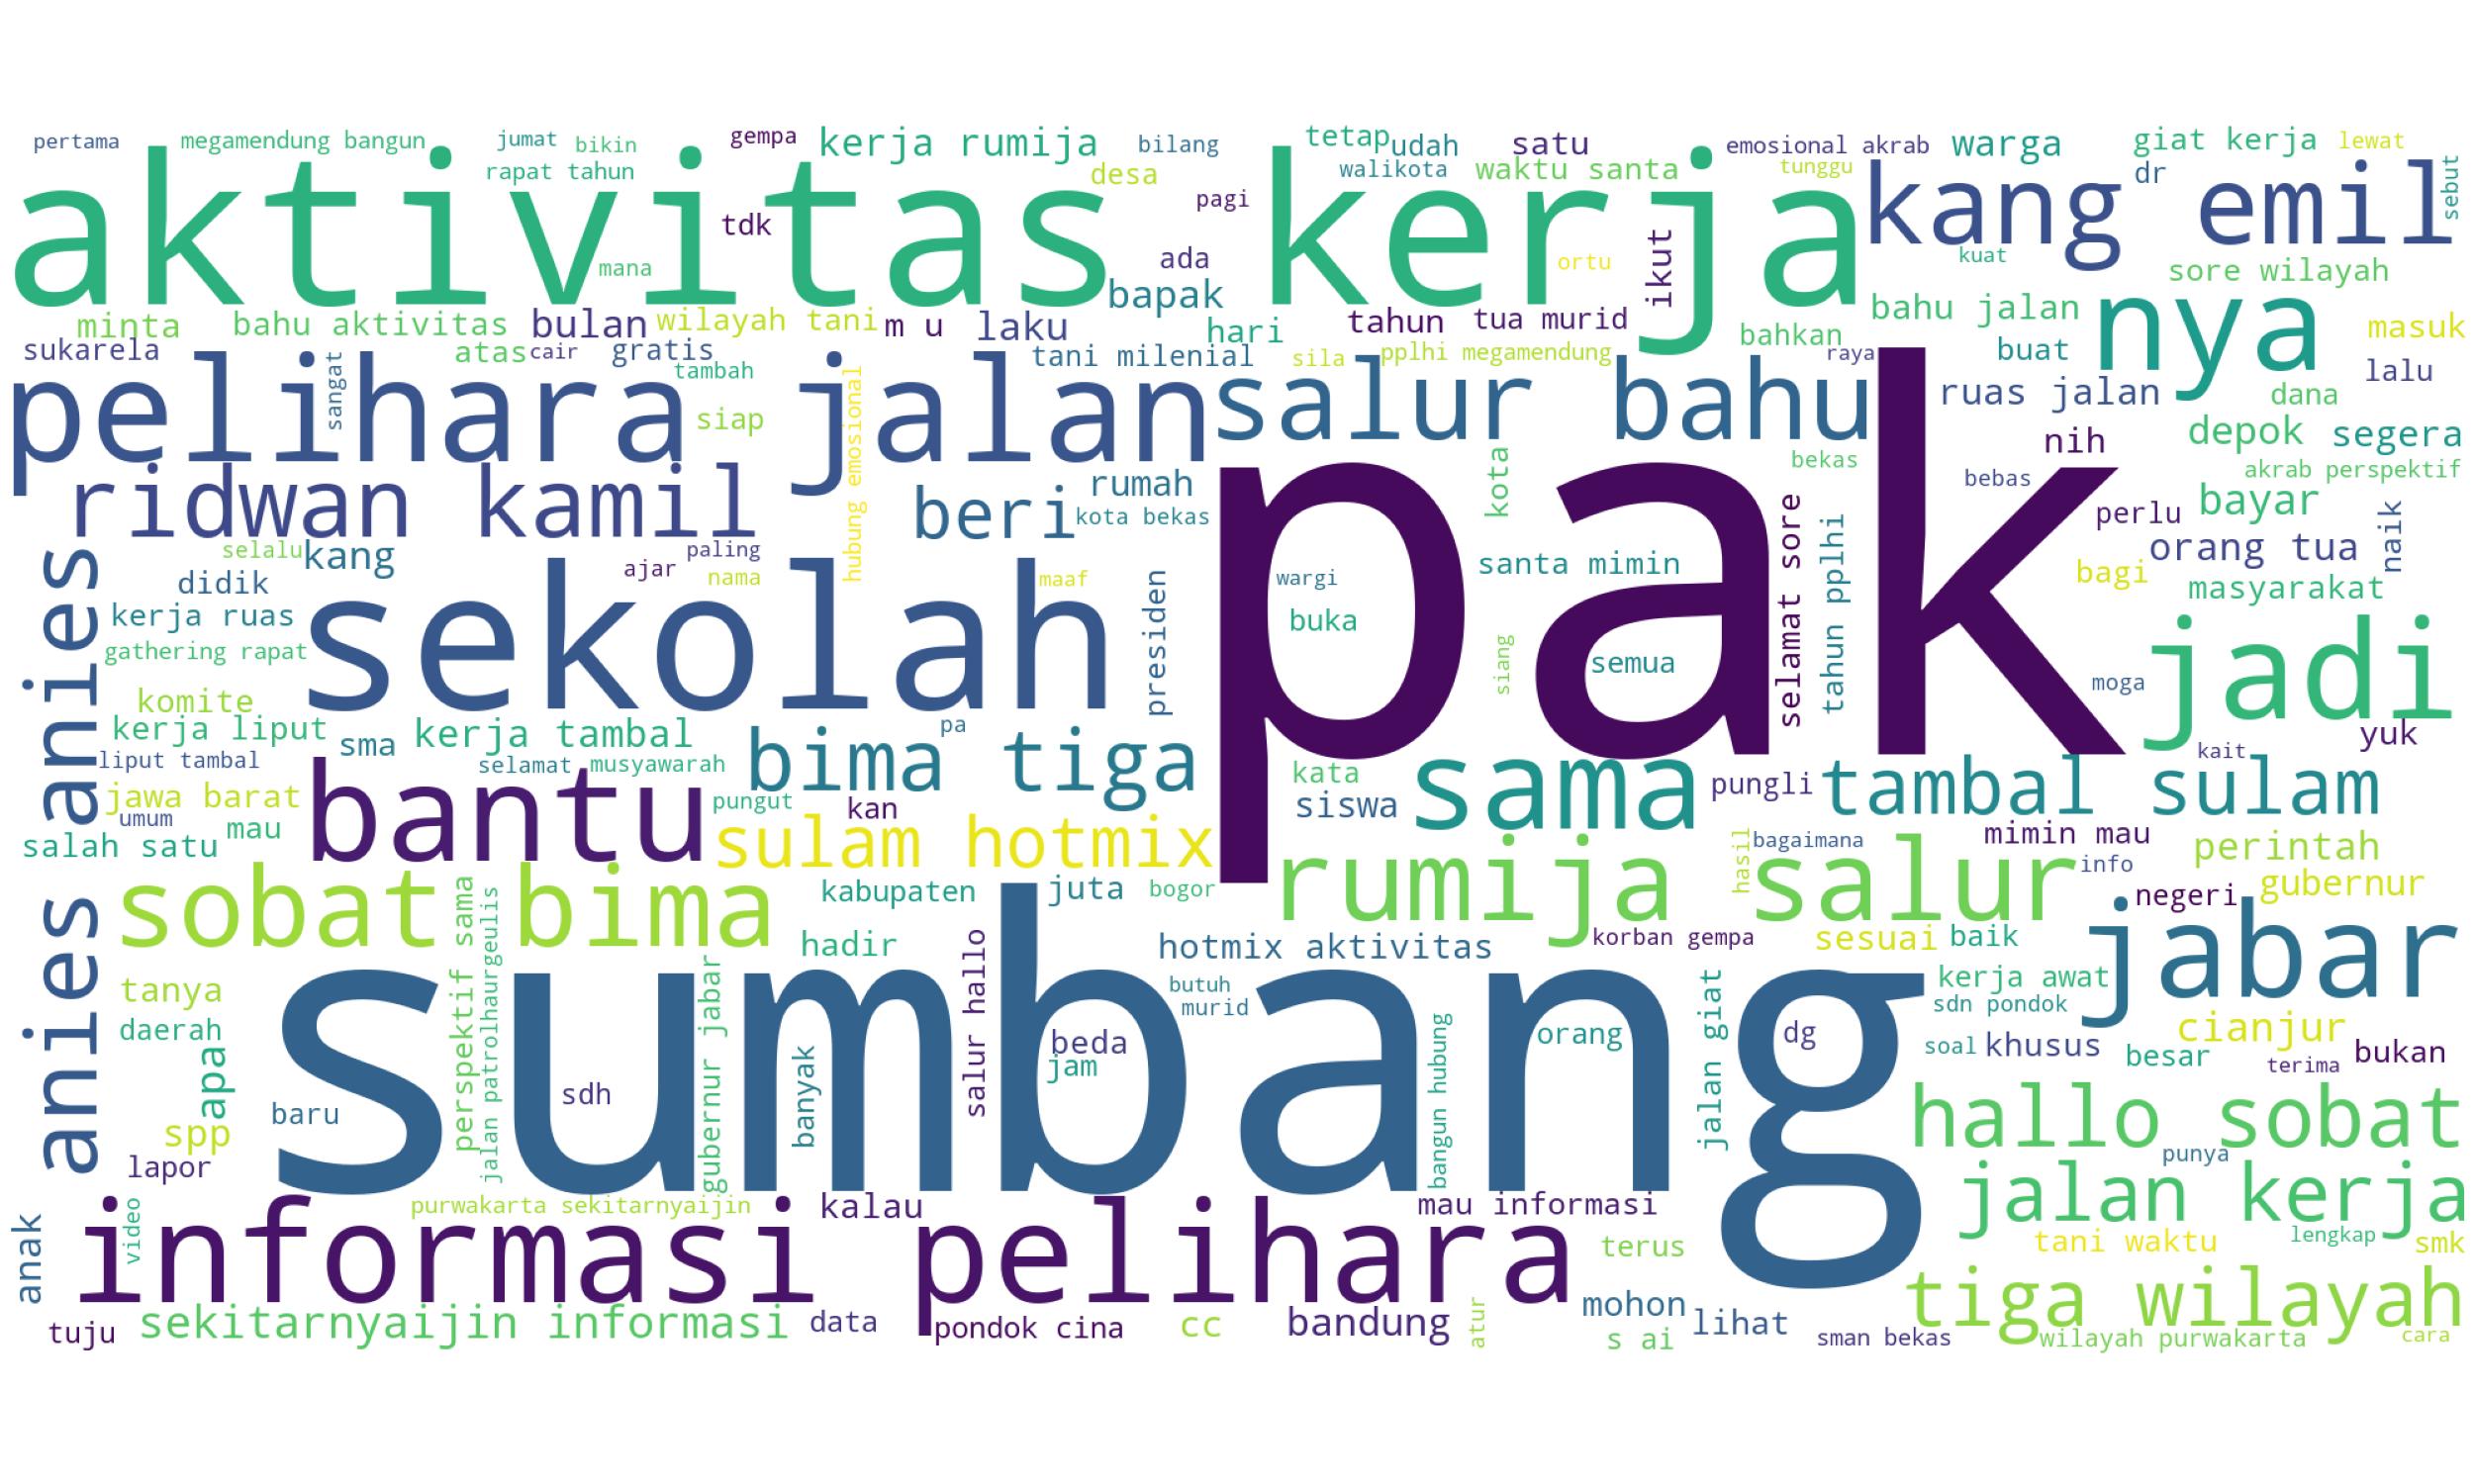 pertama
megamendung bangun
jumat
bikin
gempa
kerja rumija
bilang
tetap
udah
satu
emosional akrab
warga
giat kerja
lewat
rapat tahun
desa
walikota
waktu santa
tunggu
dr
sebut
aktivitas kerja
kang emil
tdk
pagi
mana
ada
ortu
ikut
kuat
sore wilayah
bapak
minta
bahu aktivitas
bulan
wilayah tani
m u
laku
hari
tahun
tua murid
bahkan
bahu jalan
nya
masuk
sukarela
atas
cair
gratis
tani milenial
sila
pplhi megamendung
raya
buat
lalu
sangat
tambah
pelihara jalan
salur bahu
ruas jalan
dana
siap
hubung emosional
nih
depok
segera
ridwan kamil
beri
rumah
kota
bekas
bebas
akrab perspektif
kota bekas
pak
perlu
bayar
naik
selalu
kang
paling
orang tua
didik
ajar
nama
maaf
presiden
wargi
santa mimin
selamat sore
tahun pplhi
bagi
masyarakat
anies anies
kerja ruas
sekolah
buka
gathering rapat
siang
semua
moga
jadi
komite
kerja liput
sma
kerja tambal
pa
bima tiga
yuk
liput tambal
selamat
musyawarah
kait
kata
sama
pungli
tambal sulam
jawa barat
umum
bantu
pungut
kan
siswa
salah satu
mau
sulam hotmix
hasil
bagaimana
mimin mau
perintah
rumija
salur
info
sobat bima
kabupaten
juta
bogor
negeri
gubernur
perspektif sama
jalan patrolhaurgeulis
hadir
salur hallo
hotmix aktivitas
korban gempa
sesuai
baik
jabar
tanya
gubernur jabar
butuh
murid
jalan giat
kerja awat
sdn pondok
daerah
sumbang
beda
orang
dg
cianjur
apa
banyak
jam
bangun hubung
soal
khusus
besar
bukan
terima
baru
sdh
spp
hallo sobat
lapor
punya
anak
video
purwakarta sekitarnyaijin
kalau
mau informasi
jalan kerja
informasi pelihara
terus
tani waktu
lengkap
smk
tuju
sekitarnyaijin informasi
data
pondok cina
cc
bandung
atur
mohon
tiga wilayah
s ai
lihat
sman bekas
wilayah purwakarta
cara